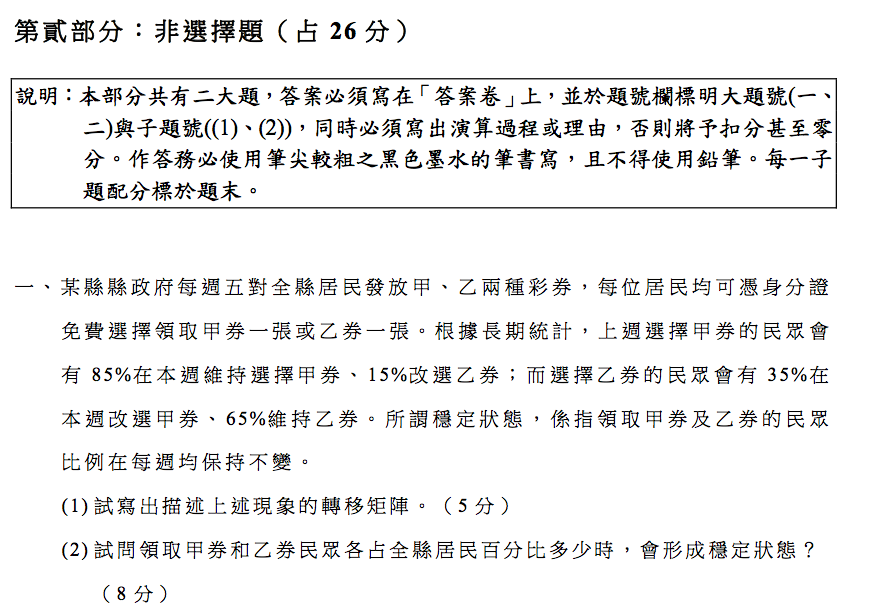 第貳部分：非選擇題（占 26 分）
說明：本部分共有二大題，答案必須寫在「答案卷」上，並於題號欄標明大題號(一、
二)與子題號((1)、(2))，同時必須寫出演算過程或理由，否則將予扣分甚至零
分。作答務必使用筆尖較粗之黑色墨水的筆書寫，且不得使用鉛筆。每一子
題配分標於題末。
一、某縣縣政府每週五對全縣居民發放甲、乙兩種彩券，每位居民均可憑身分證
免費選擇領取甲券一張或乙券一張。根據長期統計，上週選擇甲券的民眾會
有 85%在本週維持選擇甲券、15%改選乙券；而選擇乙券的民眾會有 35%在
本週改選甲券、65%維持乙券。所謂穩定狀態，係指領取甲券及乙券的民眾
比例在每週均保持不變。
(1) 試寫出描述上述現象的轉移矩陣。（5 分）
(2) 試問領取甲券和乙券民眾各占全縣居民百分比多少時，會形成穩定狀態？
（8 分）